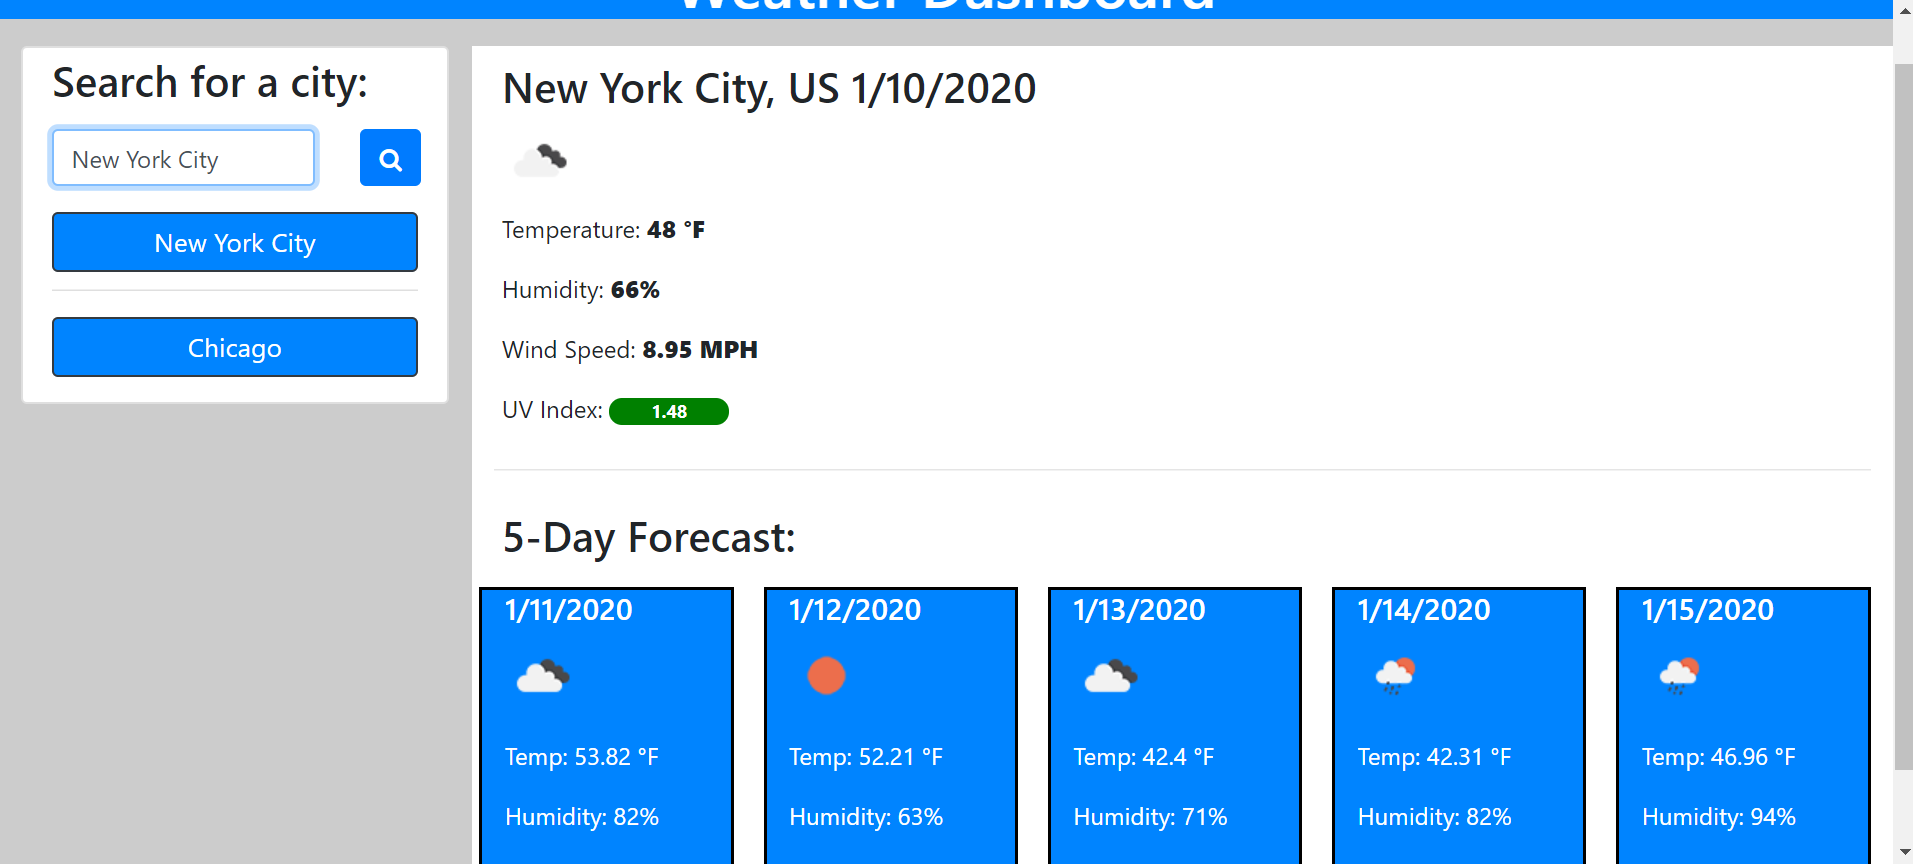 Weather Dashboard
Search for a city:
New York City
New York City
Chicago
New York City, US 1/10/2020
Temperature: 48 °F
Humidity: 66%
Wind Speed: 8.95 MPH
UV Index: 1.48
5-Day Forecast:
1/11/2020
Temp: 53.82 °F
Humidity: 82%
1/12/2020
Temp: 52.21 °F
Humidity: 63%
1/13/2020
Temp: 42.4 °F
Humidity: 71%
1/14/2020
Temp: 42.31 °F
Humidity: 82%
1/15/2020
Temp: 46.96 °F
Humidity: 94%